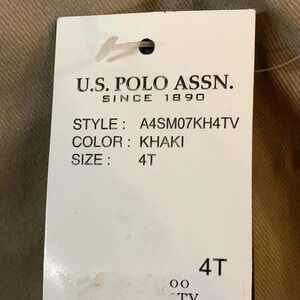 U.S. POLO ASSN.
SINCE 1890
STYLE : A4SM07KH4TV
COLOR : KHAKI
SIZE : 4T
4T